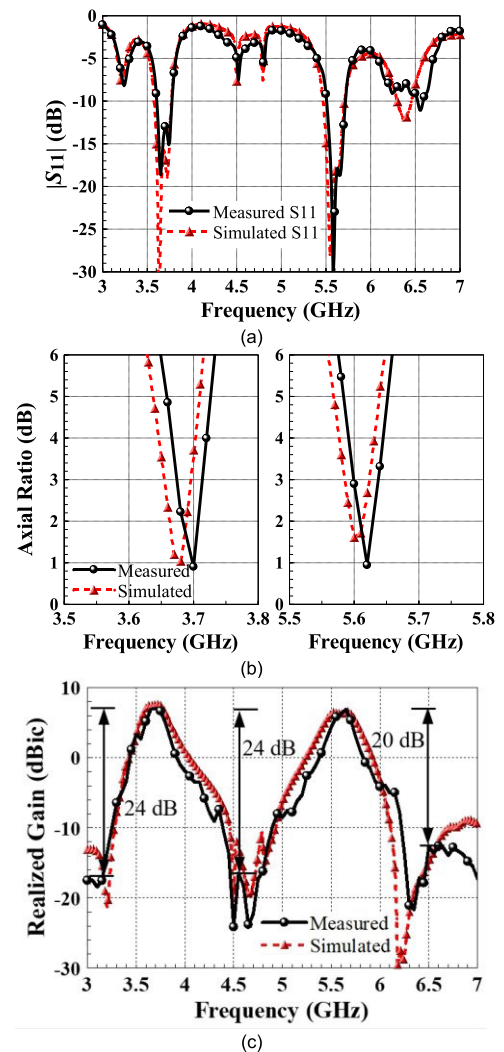 0
-5
-10
-15
-20
-25
-30
|S11| (dB)
Measured S11
Simulated S11
3 3.5 4 4.5 5 5.5 6 6.5 7
Frequency (GHz)
(a)
6 6
5 5
4 4
3 3
2 2
1 1
0 0
Axial Ratio (dB)
Measured
Simulated
3.5 3.6 3.7 3.8 5.5 5.6 5.7 5.8
Frequency (GHz) Frequency (GHz)
(b)
10
0
-10
-20
-30
Realized Gain (dBic)
24 dB
24 dB
20 dB
Measured
Simulated
3 3.5 4 4.5 5 5.5 6 6.5 7
Frequency (GHz)
(c)